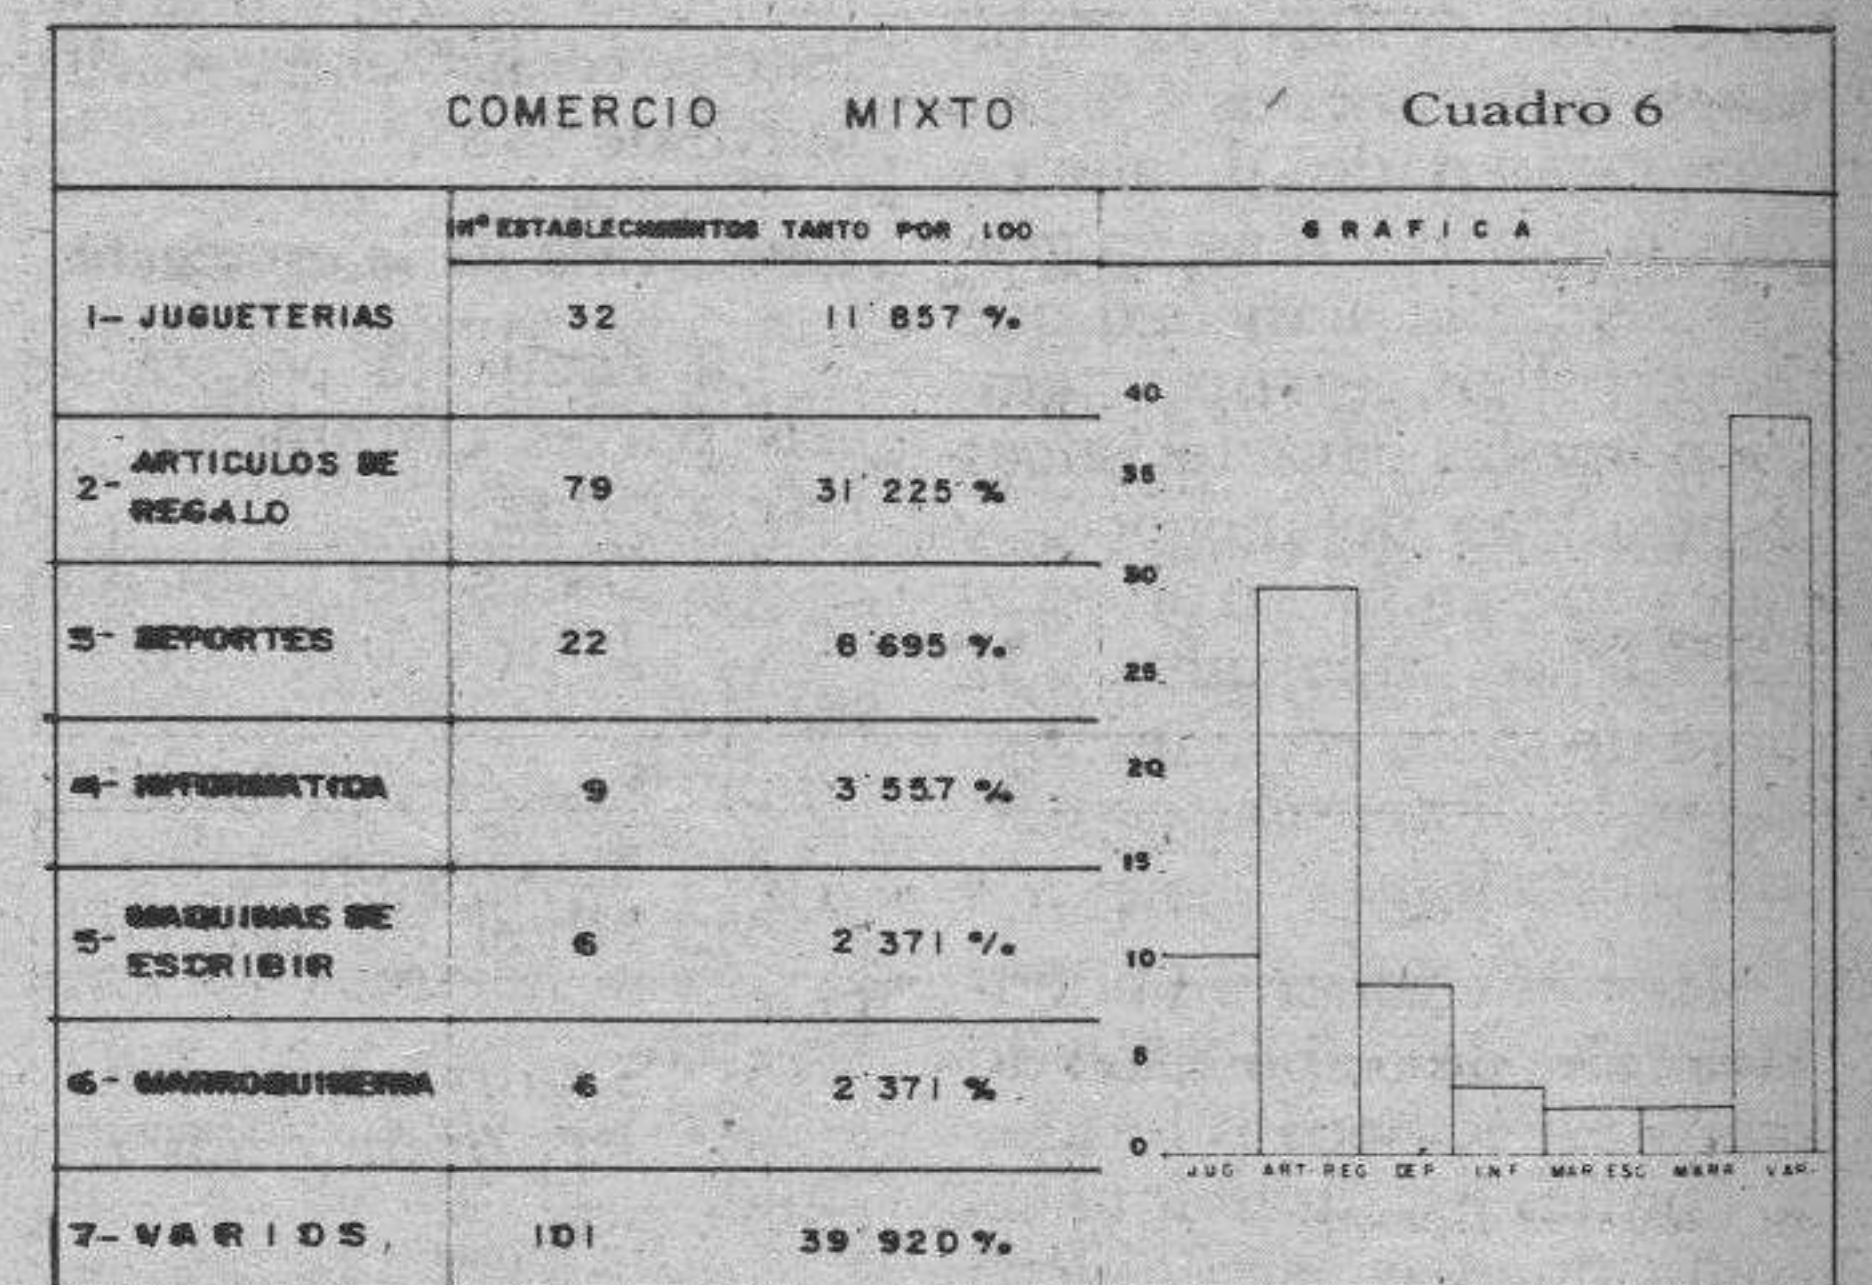 COMERCIO MIXTO Cuadro 6
Nº ESTABLECIMIENTOS TANTO POR 100 GRAFICA
1- JUGUETERIAS 32 11'857 %
2- ARTICULOS DE
REGALO 79 31'225 %
3- DEPORTES 22 8'695 %
4- INFORMATICA 9 3'557 %
5- MAQUINAS DE
ESCRIBIR 6 2'371 %
6- MARROQUINERIA 6 2'371 %
7- VARIOS, 101 39'920 %
40
35
30
25
20
15
10
5
0
JUG ART-REG DEP INF MAR ESC MARR VAR